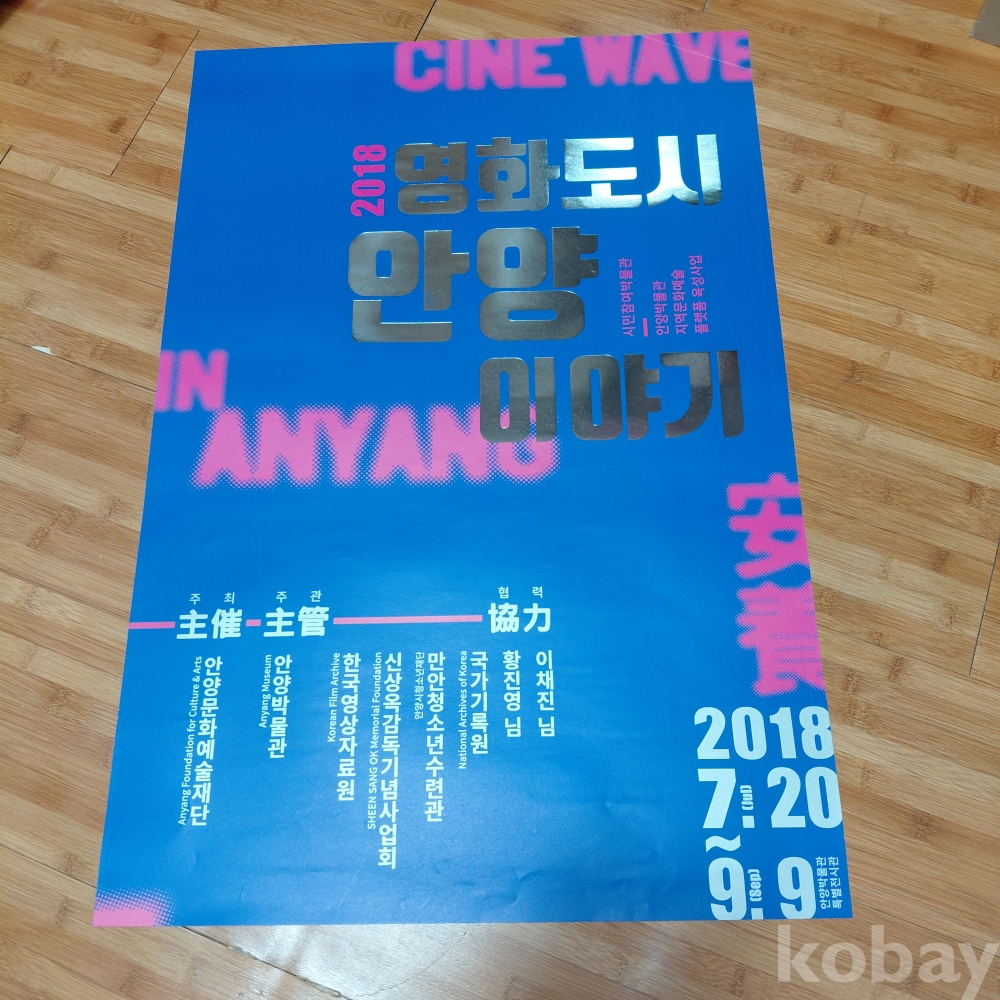 CINE WAVE
2018
영화도시
안양
이야기
시민참여박물관
안양박물관
지역문화예술
플랫폼 육성사업
IN
ANYANG
安養
주최
主催
안양문화예술재단
Anyang Foundation for Culture & Arts
주관
主管
안양박물관
Anyang Museum
협력
協力
이채진 님
황진영 님
국가기록원
National Archives of Korea
만안청소년수련관
안양시청소년재단
신상옥감독기념사업회
SHEEN SANG OK Memorial Foundation
한국영상자료원
Korean Film Archive
2018
7.(Jul) 20
~
9.(Sep) 9
안양박물관
특별전시관
kobay